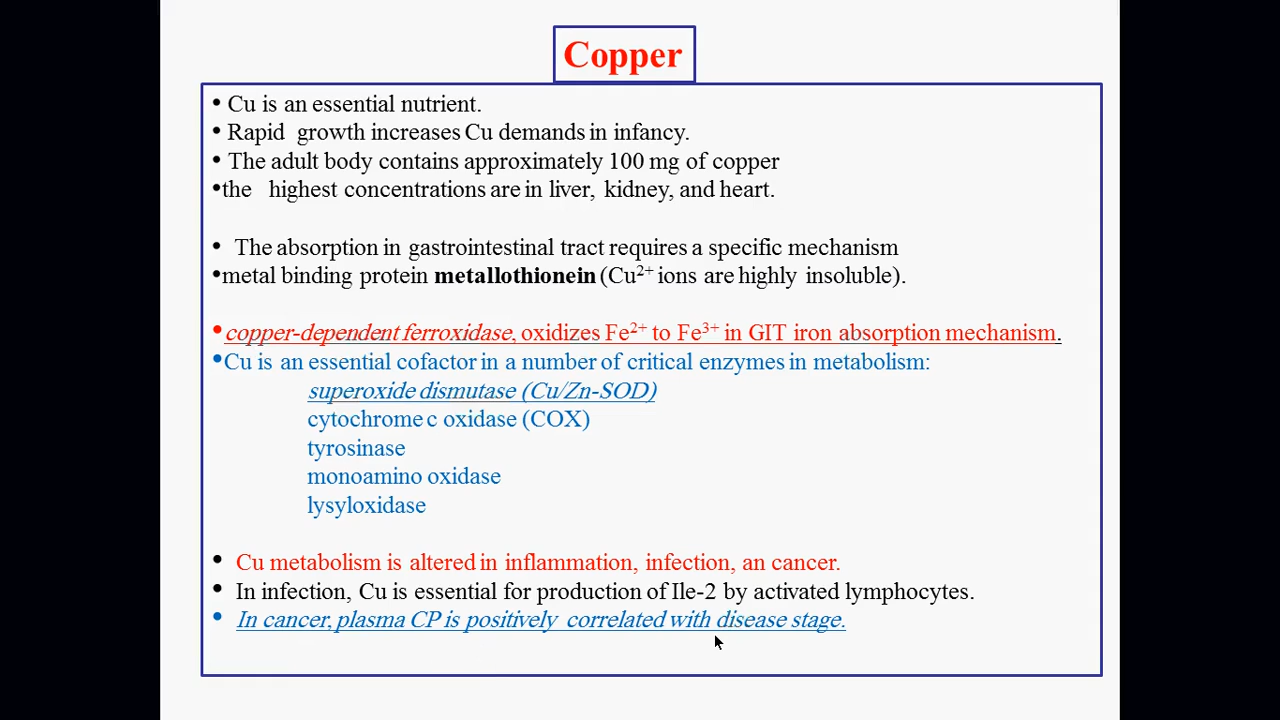 Copper
• Cu is an essential nutrient.
• Rapid growth increases Cu demands in infancy.
• The adult body contains approximately 100 mg of copper
•the highest concentrations are in liver, kidney, and heart.
• The absorption in gastrointestinal tract requires a specific mechanism
•metal binding protein metallothionein (Cu²⁺ ions are highly insoluble).
•copper-dependent ferroxidase, oxidizes Fe²⁺ to Fe³⁺ in GIT iron absorption mechanism.
•Cu is an essential cofactor in a number of critical enzymes in metabolism:
superoxide dismutase (Cu/Zn-SOD)
cytochrome c oxidase (COX)
tyrosinase
monoamino oxidase
lysyloxidase
• Cu metabolism is altered in inflammation, infection, an cancer.
• In infection, Cu is essential for production of Ile-2 by activated lymphocytes.
• In cancer, plasma CP is positively correlated with disease stage.